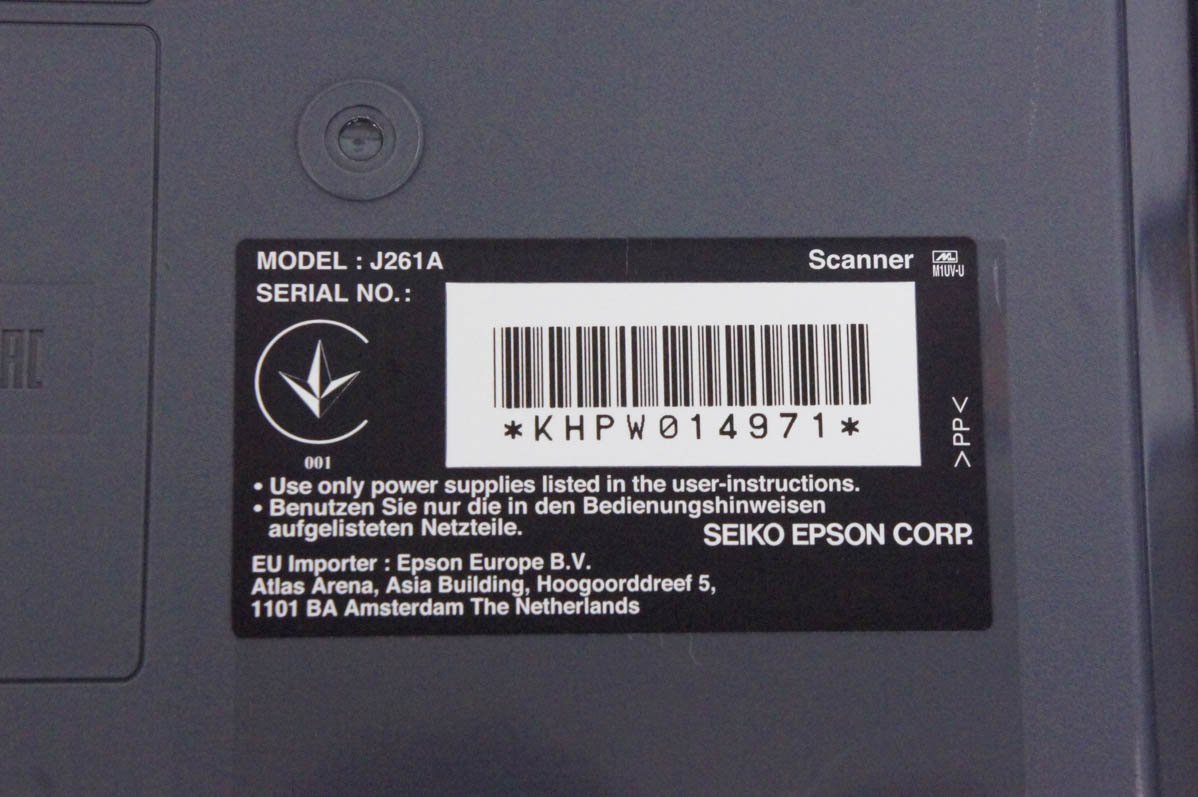 MODEL : J261A
Scanner
M1UV-U
SERIAL NO.:
*KHPW014971*
001
>PP<
• Use only power supplies listed in the user-instructions.
• Benutzen Sie nur die in den Bedienungshinweisen
aufgelisteten Netzteile.
SEIKO EPSON CORP.
EU Importer : Epson Europe B.V.
Atlas Arena, Asia Building, Hoogoorddreef 5,
1101 BA Amsterdam The Netherlands